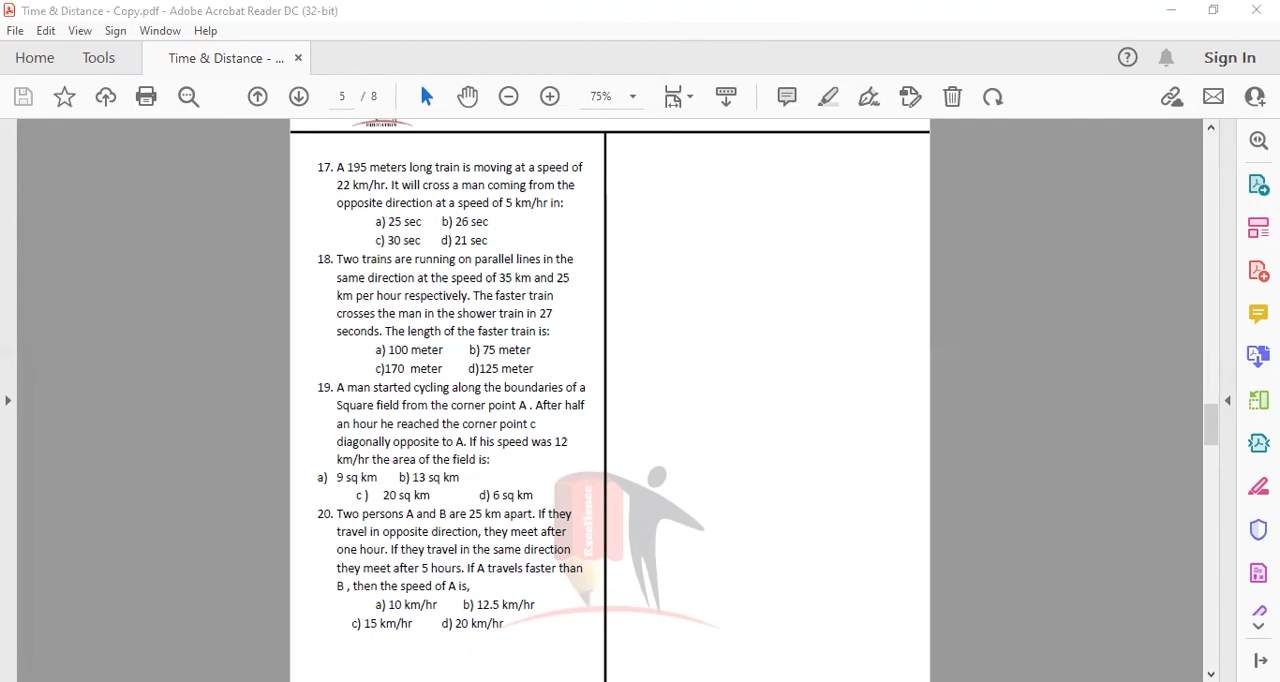 Time & Distance - Copy.pdf - Adobe Acrobat Reader DC (32-bit)
File Edit View Sign Window Help
Home Tools Time & Distance - ... × Sign In
5 / 8 75%
17. A 195 meters long train is moving at a speed of
22 km/hr. It will cross a man coming from the
opposite direction at a speed of 5 km/hr in:
a) 25 sec b) 26 sec
c) 30 sec d) 21 sec
18. Two trains are running on parallel lines in the
same direction at the speed of 35 km and 25
km per hour respectively. The faster train
crosses the man in the shower train in 27
seconds. The length of the faster train is:
a) 100 meter b) 75 meter
c)170 meter d)125 meter
19. A man started cycling along the boundaries of a
Square field from the corner point A . After half
an hour he reached the corner point c
diagonally opposite to A. If his speed was 12
km/hr the area of the field is:
a) 9 sq km b) 13 sq km
c ) 20 sq km d) 6 sq km
20. Two persons A and B are 25 km apart. If they
travel in opposite direction, they meet after
one hour. If they travel in the same direction
they meet after 5 hours. If A travels faster than
B , then the speed of A is,
a) 10 km/hr b) 12.5 km/hr
c) 15 km/hr d) 20 km/hr
Excellence